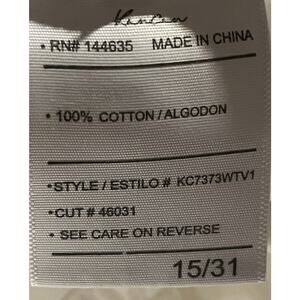 KanCan
• RN# 144635 MADE IN CHINA
• 100% COTTON / ALGODON
• STYLE / ESTILO # KC7373WTV1
• CUT # 46031
• SEE CARE ON REVERSE
15/31